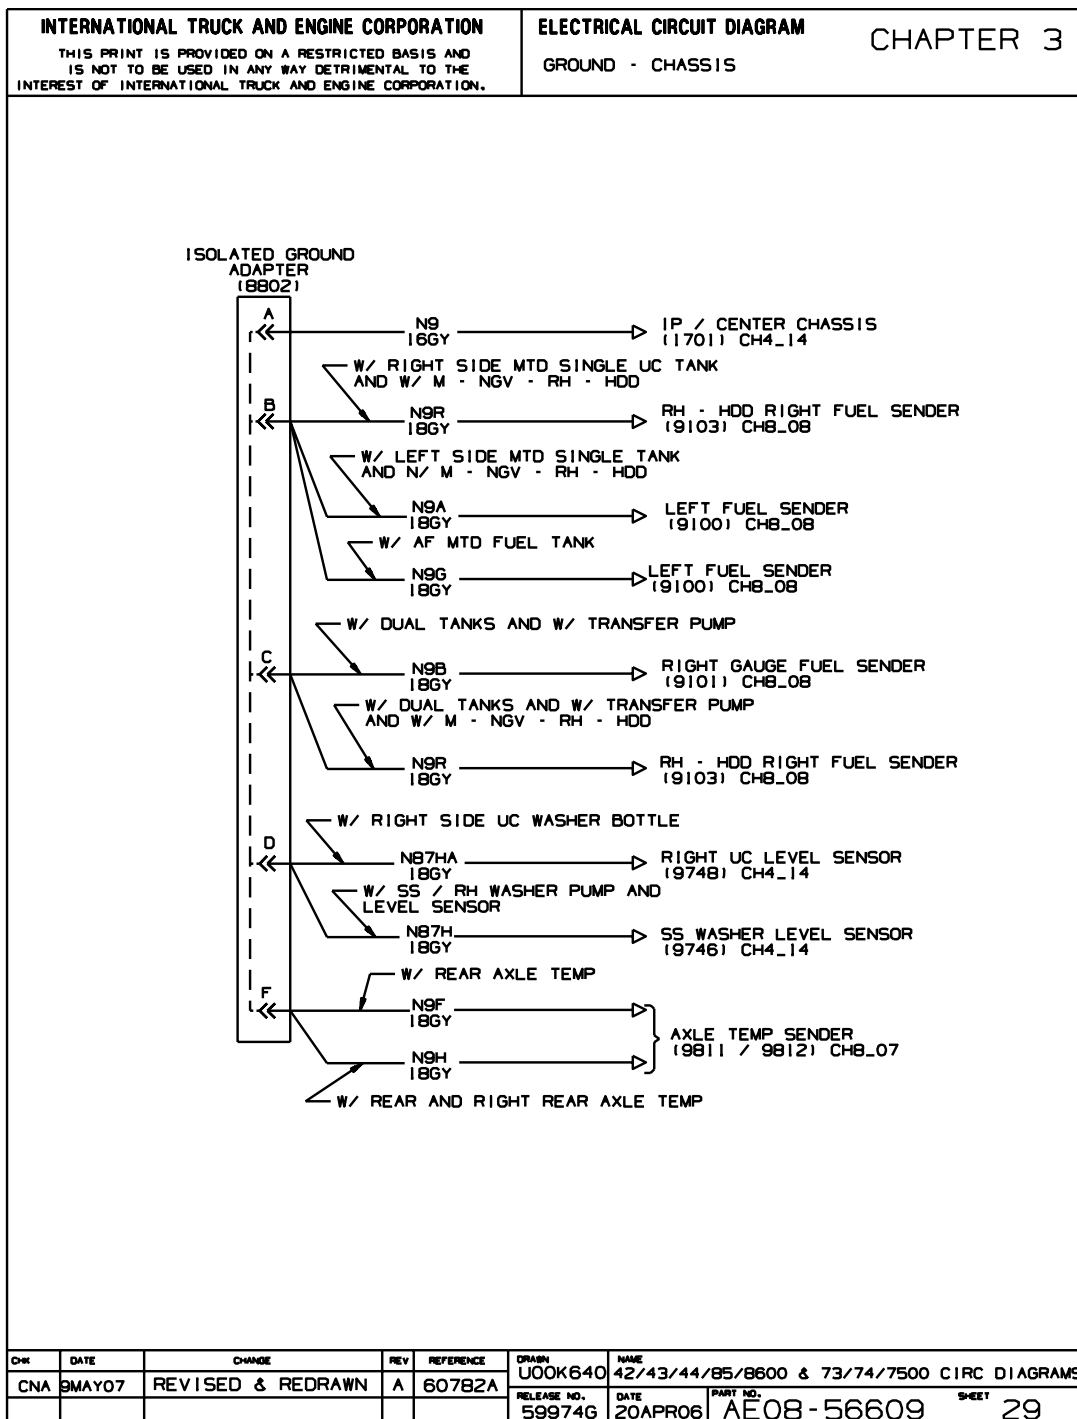 INTERNATIONAL TRUCK AND ENGINE CORPORATION
THIS PRINT IS PROVIDED ON A RESTRICTED BASIS AND
IS NOT TO BE USED IN ANY WAY DETRIMENTAL TO THE
INTEREST OF INTERNATIONAL TRUCK AND ENGINE CORPORATION.
ELECTRICAL CIRCUIT DIAGRAM
GROUND - CHASSIS
CHAPTER 3
ISOLATED GROUND
ADAPTER
(8802)
A
N9
16GY
IP / CENTER CHASSIS
(1701) CH4_14
W/ RIGHT SIDE MTD SINGLE UC TANK
AND W/ M - NGV - RH - HDD
B
N9R
18GY
RH - HDD RIGHT FUEL SENDER
(9103) CH8_08
W/ LEFT SIDE MTD SINGLE TANK
AND N/ M - NGV - RH - HDD
N9A
18GY
LEFT FUEL SENDER
(9100) CH8_08
W/ AF MTD FUEL TANK
N9G
18GY
LEFT FUEL SENDER
(9100) CH8_08
W/ DUAL TANKS AND W/ TRANSFER PUMP
C
N9B
18GY
RIGHT GAUGE FUEL SENDER
(9101) CH8_08
W/ DUAL TANKS AND W/ TRANSFER PUMP
AND W/ M - NGV - RH - HDD
N9R
18GY
RH - HDD RIGHT FUEL SENDER
(9103) CH8_08
W/ RIGHT SIDE UC WASHER BOTTLE
D
N87HA
18GY
RIGHT UC LEVEL SENSOR
(9748) CH4_14
W/ SS / RH WASHER PUMP AND
LEVEL SENSOR
N87H
18GY
SS WASHER LEVEL SENSOR
(9746) CH4_14
W/ REAR AXLE TEMP
F
N9F
18GY
AXLE TEMP SENDER
(9811 / 9812) CH8_07
N9H
18GY
W/ REAR AND RIGHT REAR AXLE TEMP
CHK DATE CHANGE REV REFERENCE
CNA 9MAY07 REVISED & REDRAWN A 60782A
DRAWN
U00K640
NAME
42/43/44/85/8600 & 73/74/7500 CIRC DIAGRAMS
RELEASE NO.
59974G
DATE
20APR06
PART NO.
AE08-56609
SHEET
29